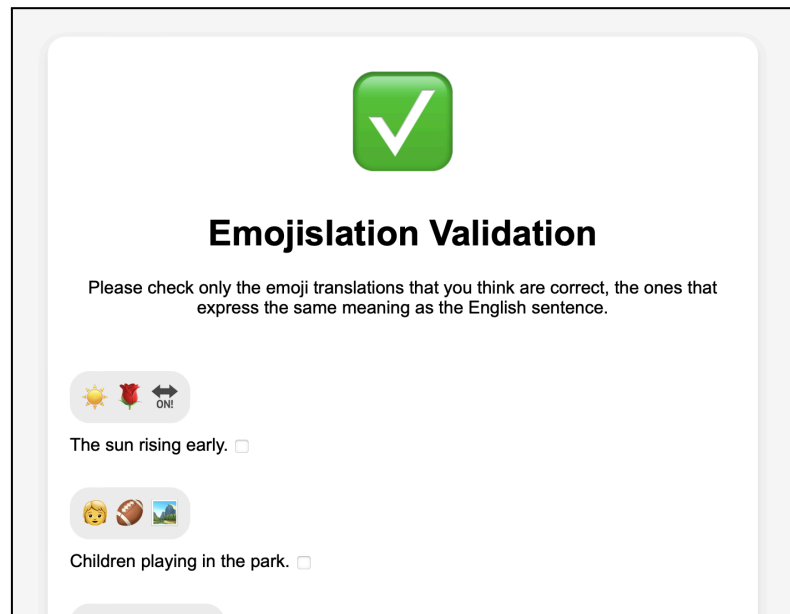 Emojislation Validation
Please check only the emoji translations that you think are correct, the ones that
express the same meaning as the English sentence.
ON!
The sun rising early.
Children playing in the park.